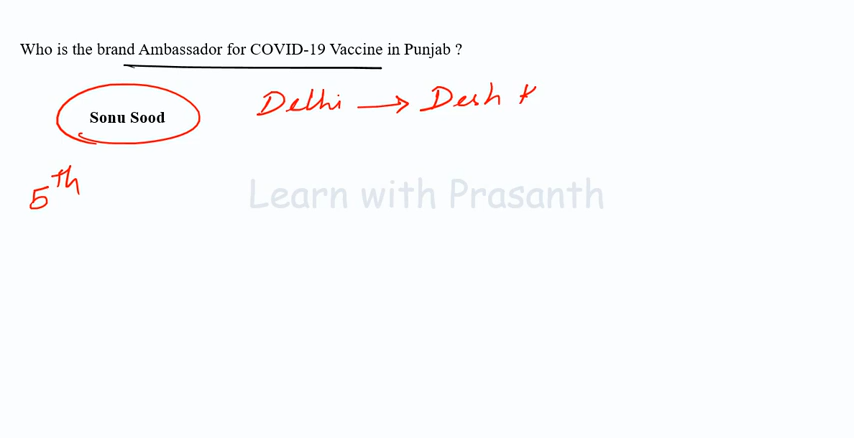 Who is the brand Ambassador for COVID-19 Vaccine in Punjab ?
Sonu Sood
Delhi → Desh k
5th
Learn with Prasanth